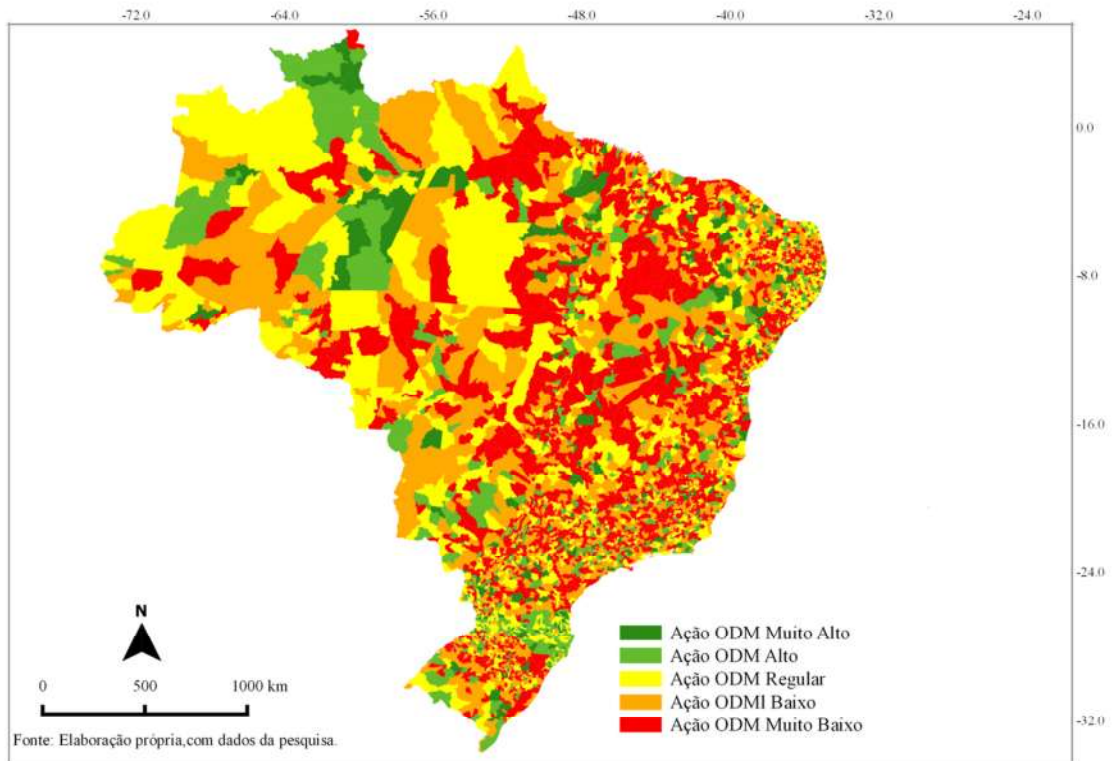 -72.0 -64.0 -56.0 -48.0 -40.0 -32.0 -24.0
0.0
-8.0
-16.0
-24.0
-32.0
N
0 500 1000 km
Ação ODM Muito Alto
Ação ODM Alto
Ação ODM Regular
Ação ODMl Baixo
Ação ODM Muito Baixo
Fonte: Elaboração própria,com dados da pesquisa.